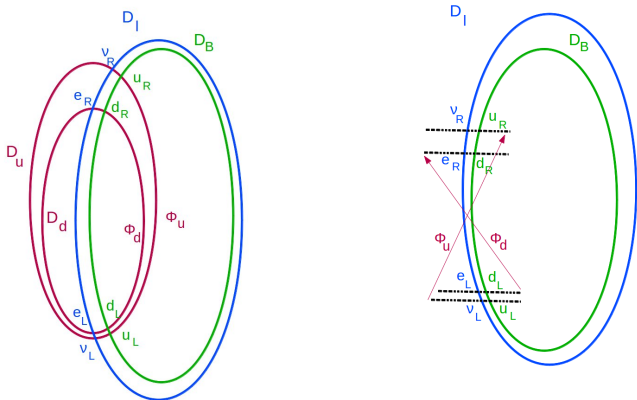 D_l
D_B
ν_R
u_R
e_R
d_R
D_u
D_d
Φ_d
Φ_u
d_L
e_L
u_L
ν_L
D_l
D_B
ν_R
u_R
e_R
d_R
Φ_u
Φ_d
e_L
d_L
ν_L
u_L